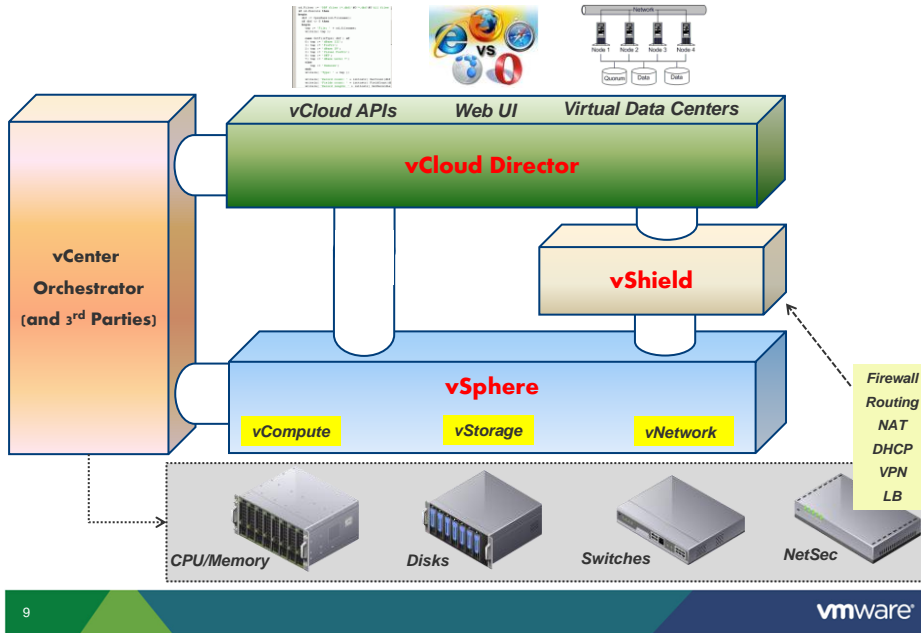 VS
Network
Node 1 Node 2 Node 3 Node 4
Quorum Data Data
vCloud APIs Web UI Virtual Data Centers
vCloud Director
vCenter
Orchestrator
(and 3rd Parties)
vShield
vSphere
vCompute vStorage vNetwork
Firewall
Routing
NAT
DHCP
VPN
LB
CPU/Memory Disks Switches NetSec
9
vmware